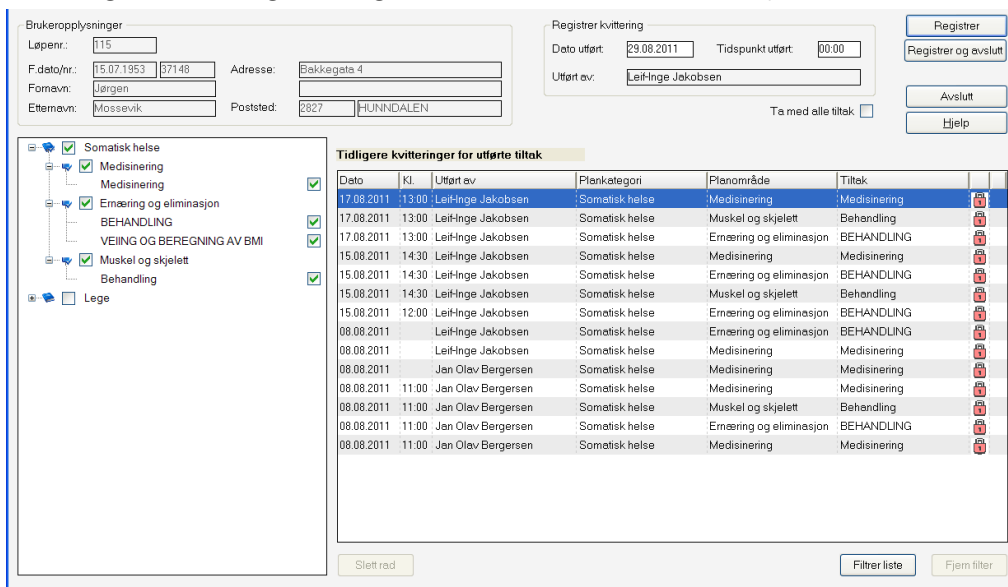 Brukeropplysninger
Løpenr.: 115
F.dato/nr.: 15.07.1953 37148 Adresse: Bakkegata 4
Fornavn: Jørgen
Etternavn: Mossevik Poststed: 2827 HUNNDALEN
Registrer kvittering
Dato utført: 29.08.2011 Tidspunkt utført: 00:00
Utført av: Leif-Inge Jakobsen
Ta med alle tiltak
Registrer
Registrer og avslutt
Avslutt
Hjelp
Somatisk helse
Medisinering
Medisinering
Ernæring og eliminasjon
BEHANDLING
VEIING OG BEREGNING AV BMI
Muskel og skjelett
Behandling
Lege
Tidligere kvitteringer for utførte tiltak
Dato Kl. Utført av Plankategori Planområde Tiltak
17.08.2011 13:00 Leif-Inge Jakobsen Somatisk helse Medisinering Medisinering
17.08.2011 13:00 Leif-Inge Jakobsen Somatisk helse Muskel og skjelett Behandling
17.08.2011 13:00 Leif-Inge Jakobsen Somatisk helse Ernæring og eliminasjon BEHANDLING
15.08.2011 14:30 Leif-Inge Jakobsen Somatisk helse Medisinering Medisinering
15.08.2011 14:30 Leif-Inge Jakobsen Somatisk helse Ernæring og eliminasjon BEHANDLING
15.08.2011 14:30 Leif-Inge Jakobsen Somatisk helse Muskel og skjelett Behandling
15.08.2011 12:00 Leif-Inge Jakobsen Somatisk helse Ernæring og eliminasjon BEHANDLING
08.08.2011 Leif-Inge Jakobsen Somatisk helse Ernæring og eliminasjon BEHANDLING
08.08.2011 Leif-Inge Jakobsen Somatisk helse Medisinering Medisinering
08.08.2011 Jan Olav Bergersen Somatisk helse Medisinering Medisinering
08.08.2011 11:00 Jan Olav Bergersen Somatisk helse Medisinering Medisinering
08.08.2011 11:00 Jan Olav Bergersen Somatisk helse Muskel og skjelett Behandling
08.08.2011 11:00 Jan Olav Bergersen Somatisk helse Ernæring og eliminasjon BEHANDLING
08.08.2011 11:00 Jan Olav Bergersen Somatisk helse Medisinering Medisinering
Slett rad
Filtrer liste
Fjern filter